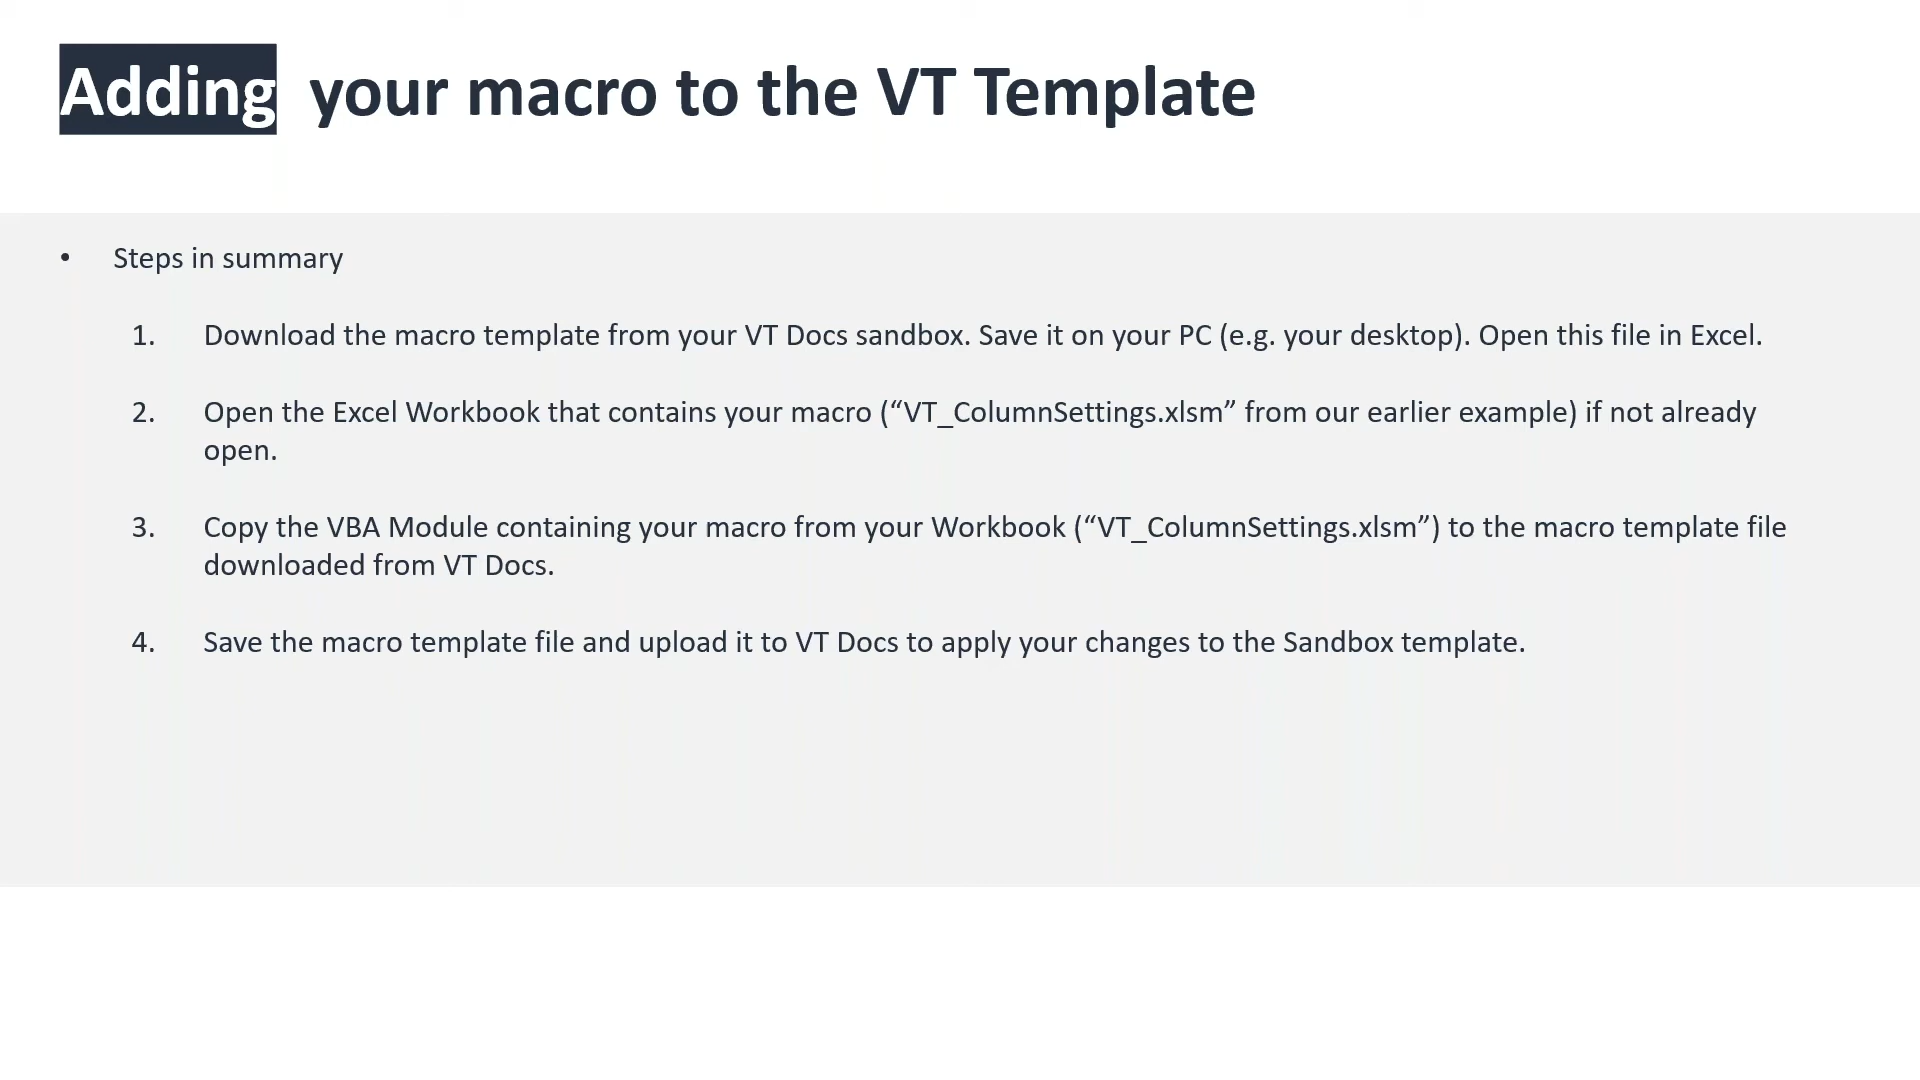 Adding your macro to the VT Template
• Steps in summary
1. Download the macro template from your VT Docs sandbox. Save it on your PC (e.g. your desktop). Open this file in Excel.
2. Open the Excel Workbook that contains your macro (“VT_ColumnSettings.xlsm” from our earlier example) if not already
open.
3. Copy the VBA Module containing your macro from your Workbook (“VT_ColumnSettings.xlsm”) to the macro template file
downloaded from VT Docs.
4. Save the macro template file and upload it to VT Docs to apply your changes to the Sandbox template.